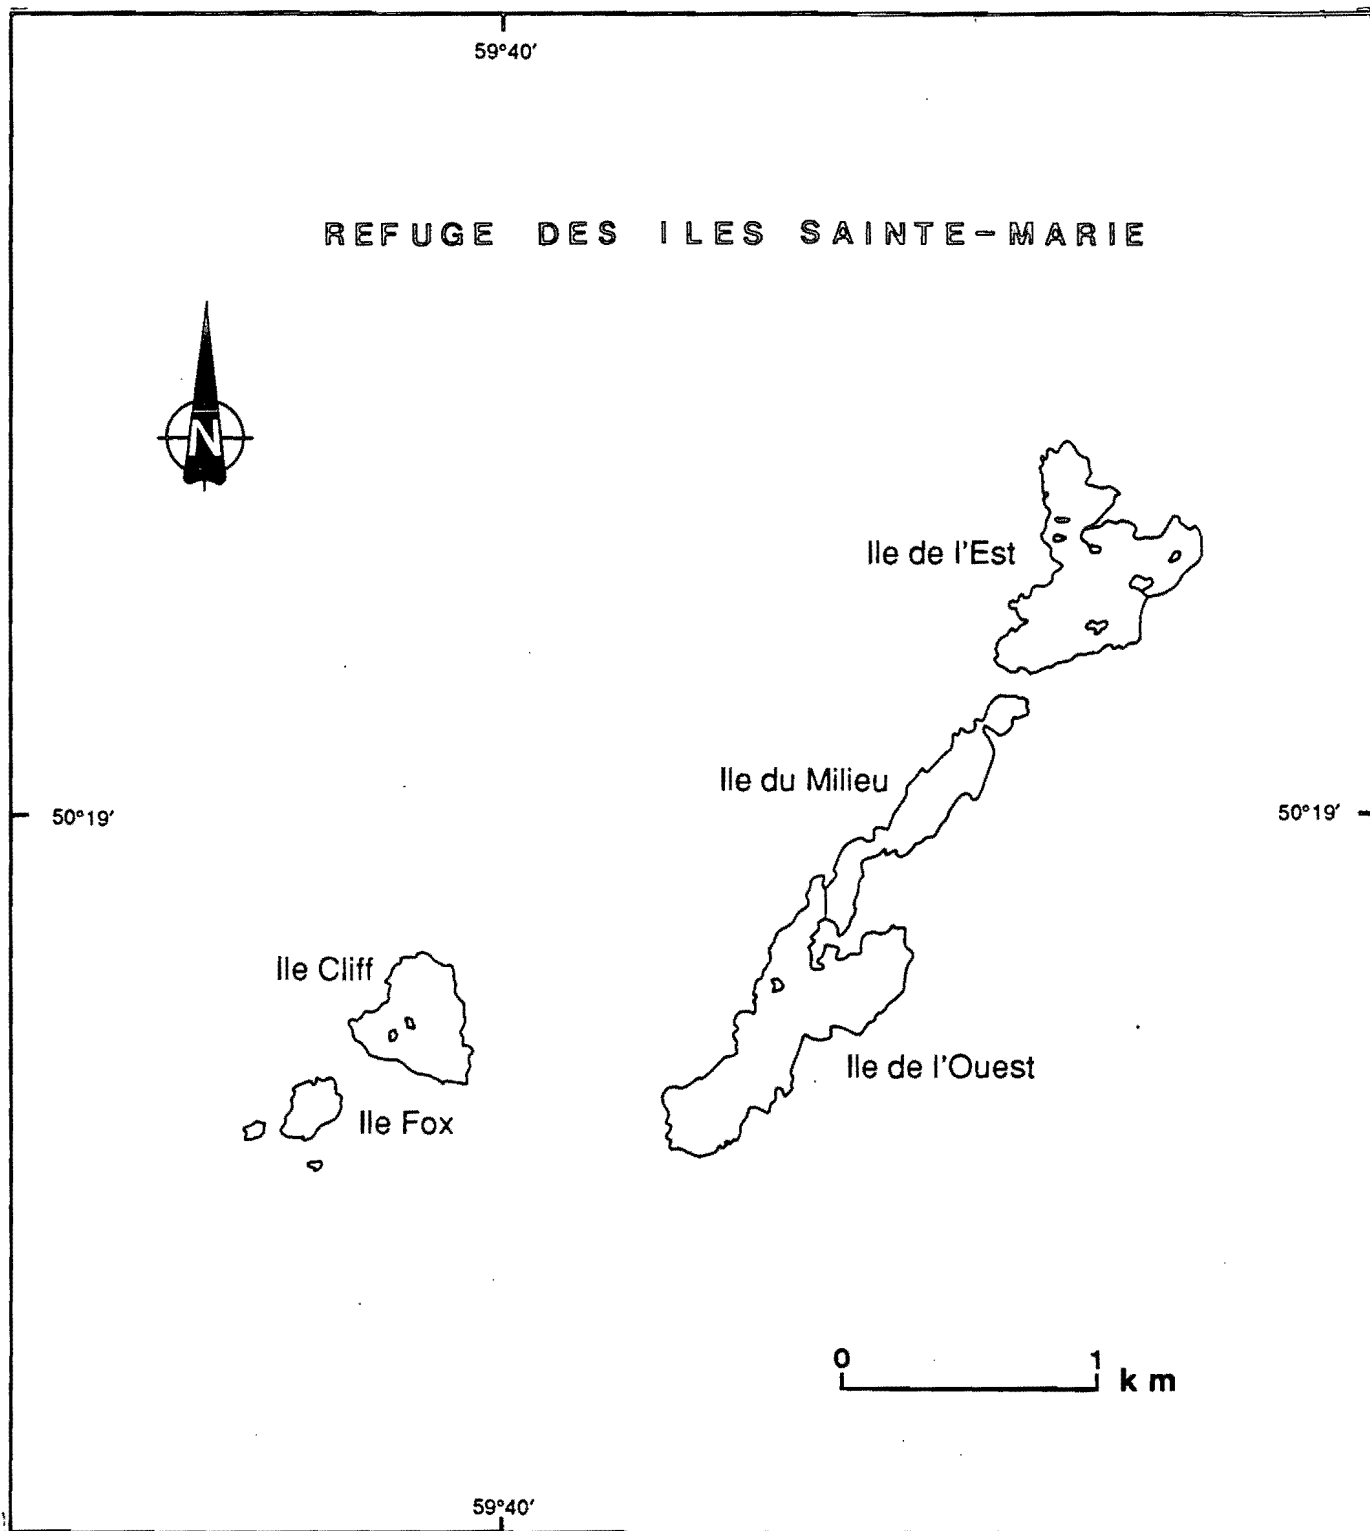 59°40′
REFUGE DES ILES SAINTE-MARIE
N
Ile de l'Est
Ile du Milieu
50°19′ 50°19′
Ile Cliff
Ile de l'Ouest
Ile Fox
0 1 km
59°40′